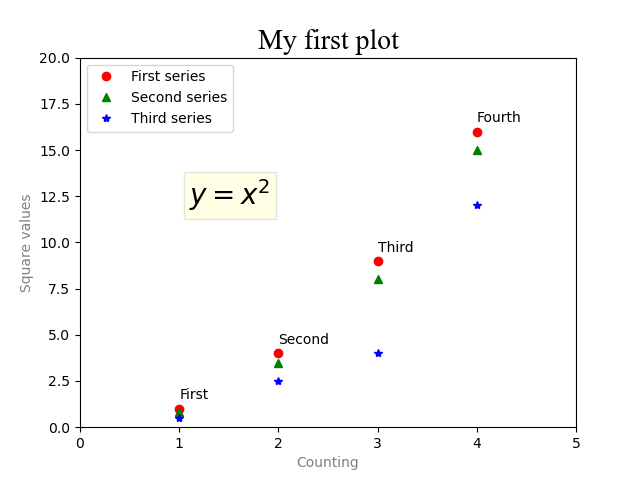 My first plot
20.0
17.5
15.0
12.5
10.0
7.5
5.0
2.5
0.0
Square values
First series
Second series
Third series
y = x²
Fourth
Third
Second
First
0 1 2 3 4 5
Counting